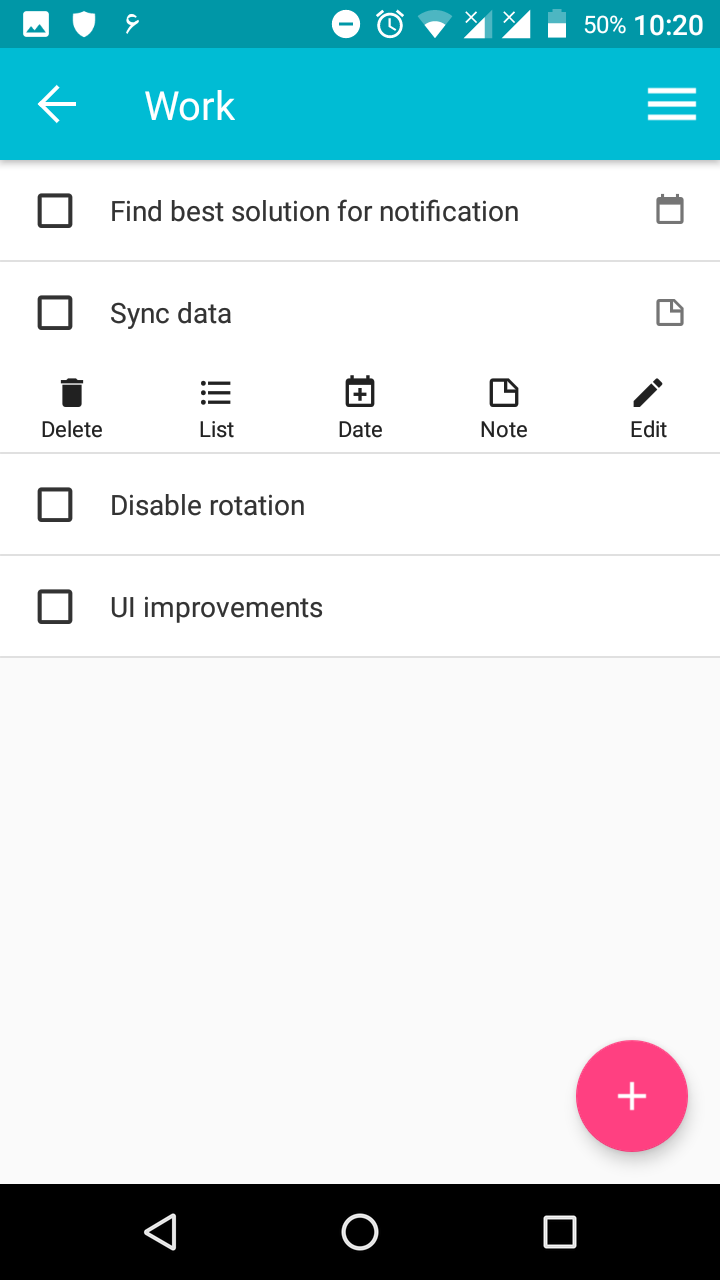 ۶ 50% 10:20
Work
Find best solution for notification
Sync data
Delete List Date Note Edit
Disable rotation
UI improvements